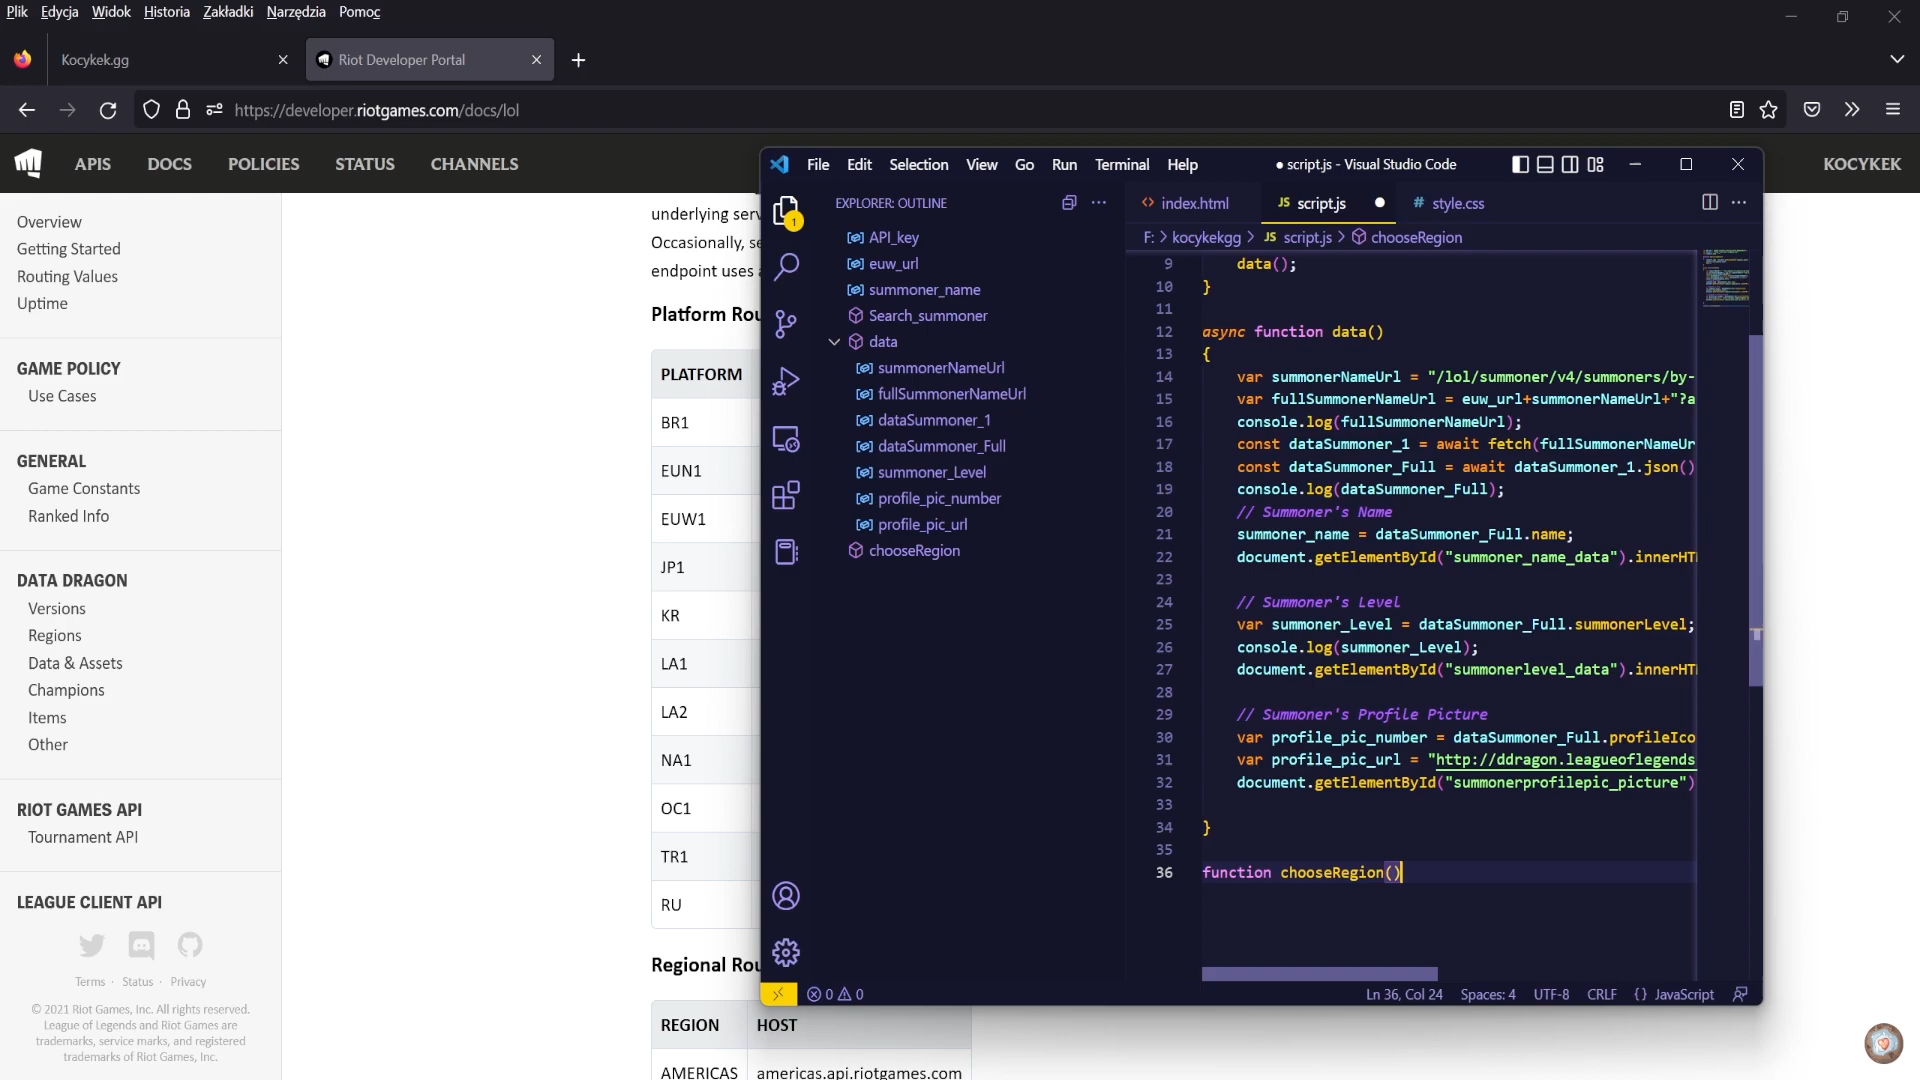 Plik Edycja Widok Historia Zakładki Narzędzia Pomoc
Kocykek.gg
Riot Developer Portal
https://developer.riotgames.com/docs/lol
APIS DOCS POLICIES STATUS CHANNELS
KOCYKEK
Overview
Getting Started
Routing Values
Uptime
GAME POLICY
Use Cases
GENERAL
Game Constants
Ranked Info
DATA DRAGON
Versions
Regions
Data & Assets
Champions
Items
Other
RIOT GAMES API
Tournament API
LEAGUE CLIENT API
Terms · Status · Privacy
© 2021 Riot Games, Inc. All rights reserved.
League of Legends and Riot Games are
trademarks, service marks, and registered
trademarks of Riot Games, Inc.
underlying
Occasionally,
endpoint uses
Platform
PLATFORM
BR1
EUN1
EUW1
JP1
KR
LA1
LA2
NA1
OC1
TR1
RU
Regional
REGION HOST
AMERICAS americas.api.riotgames.com
File Edit Selection View Go Run Terminal Help
● script.js - Visual Studio Code
1
EXPLORER: OUTLINE
API_key
euw_url
summoner_name
Search_summoner
data
summonerNameUrl
fullSummonerNameUrl
dataSummoner_1
dataSummoner_Full
summoner_Level
profile_pic_number
profile_pic_url
chooseRegion
<> index.html
JS script.js
# style.css
F: > kocykekgg > JS script.js > chooseRegion
9 data();
10 }
11
12 async function data()
13 {
14 var summonerNameUrl = "/lol/summoner/v4/summoners/by-
15 var fullSummonerNameUrl = euw_url+summonerNameUrl+"?a
16 console.log(fullSummonerNameUrl);
17 const dataSummoner_1 = await fetch(fullSummonerNameUr
18 const dataSummoner_Full = await dataSummoner_1.json()
19 console.log(dataSummoner_Full);
20 // Summoner's Name
21 summoner_name = dataSummoner_Full.name;
22 document.getElementById("summoner_name_data").innerHT
23
24 // Summoner's Level
25 var summoner_Level = dataSummoner_Full.summonerLevel;
26 console.log(summoner_Level);
27 document.getElementById("summonerlevel_data").innerHT
28
29 // Summoner's Profile Picture
30 var profile_pic_number = dataSummoner_Full.profileIco
31 var profile_pic_url = "http://ddragon.leagueoflegends
32 document.getElementById("summonerprofilepic_picture")
33
34 }
35
36 function chooseRegion()
0 0
Ln 36, Col 24 Spaces: 4 UTF-8 CRLF {} JavaScript